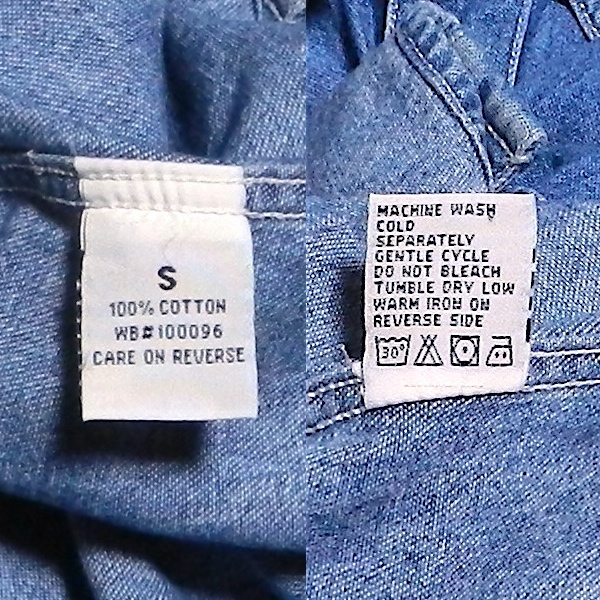 S
100% COTTON
WB#100096
CARE ON REVERSE
MACHINE WASH
COLD
SEPARATELY
GENTLE CYCLE
DO NOT BLEACH
TUMBLE DRY LOW
WARM IRON ON
REVERSE SIDE
30°